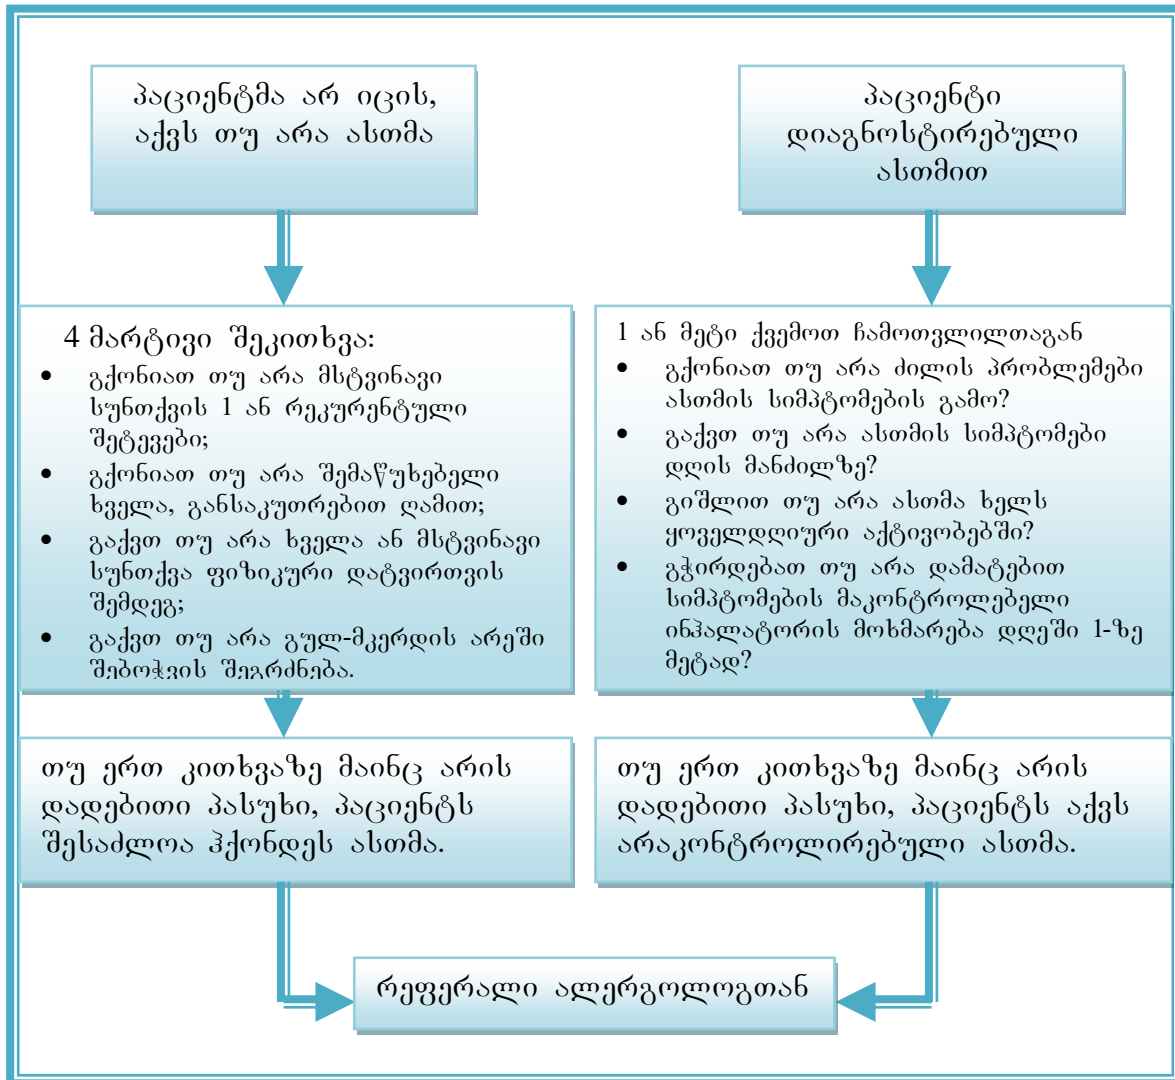 პაციენტმა არ იცის,
აქვს თუ არა ასთმა
პაციენტი
დიაგნოსტირებული
ასთმით
4 მარტივი შეკითხვა:
• გქონიათ თუ არა მსტვინავი
სუნთქვის 1 ან რეკურენტული
შეტევები;
• გქონიათ თუ არა შემაწუხებელი
ხველა, განსაკუთრებით ღამით;
• გაქვთ თუ არა ხველა ან მსტვინავი
სუნთქვა ფიზიკური დატვირთვის
შემდეგ;
• გაქვთ თუ არა გულ-მკერდის არეში
შებოჭვის შეგრძნება.
1 ან მეტი ქვემოთ ჩამოთვლილთაგან
• გქონიათ თუ არა ძილის პრობლემები
ასთმის სიმპტომების გამო?
• გაქვთ თუ არა ასთმის სიმპტომები
დღის მანძილზე?
• გიშლით თუ არა ასთმა ხელს
ყოველდღიური აქტივობებში?
• გჭირდებათ თუ არა დამატებით
სიმპტომების მაკონტროლებელი
ინჰალატორის მოხმარება დღეში 1-ზე
მეტად?
თუ ერთ კითხვაზე მაინც არის
დადებითი პასუხი, პაციენტს
შესაძლოა ჰქონდეს ასთმა.
თუ ერთ კითხვაზე მაინც არის
დადებითი პასუხი, პაციენტს აქვს
არაკონტროლირებული ასთმა.
რეფერალი ალერგოლოგთან